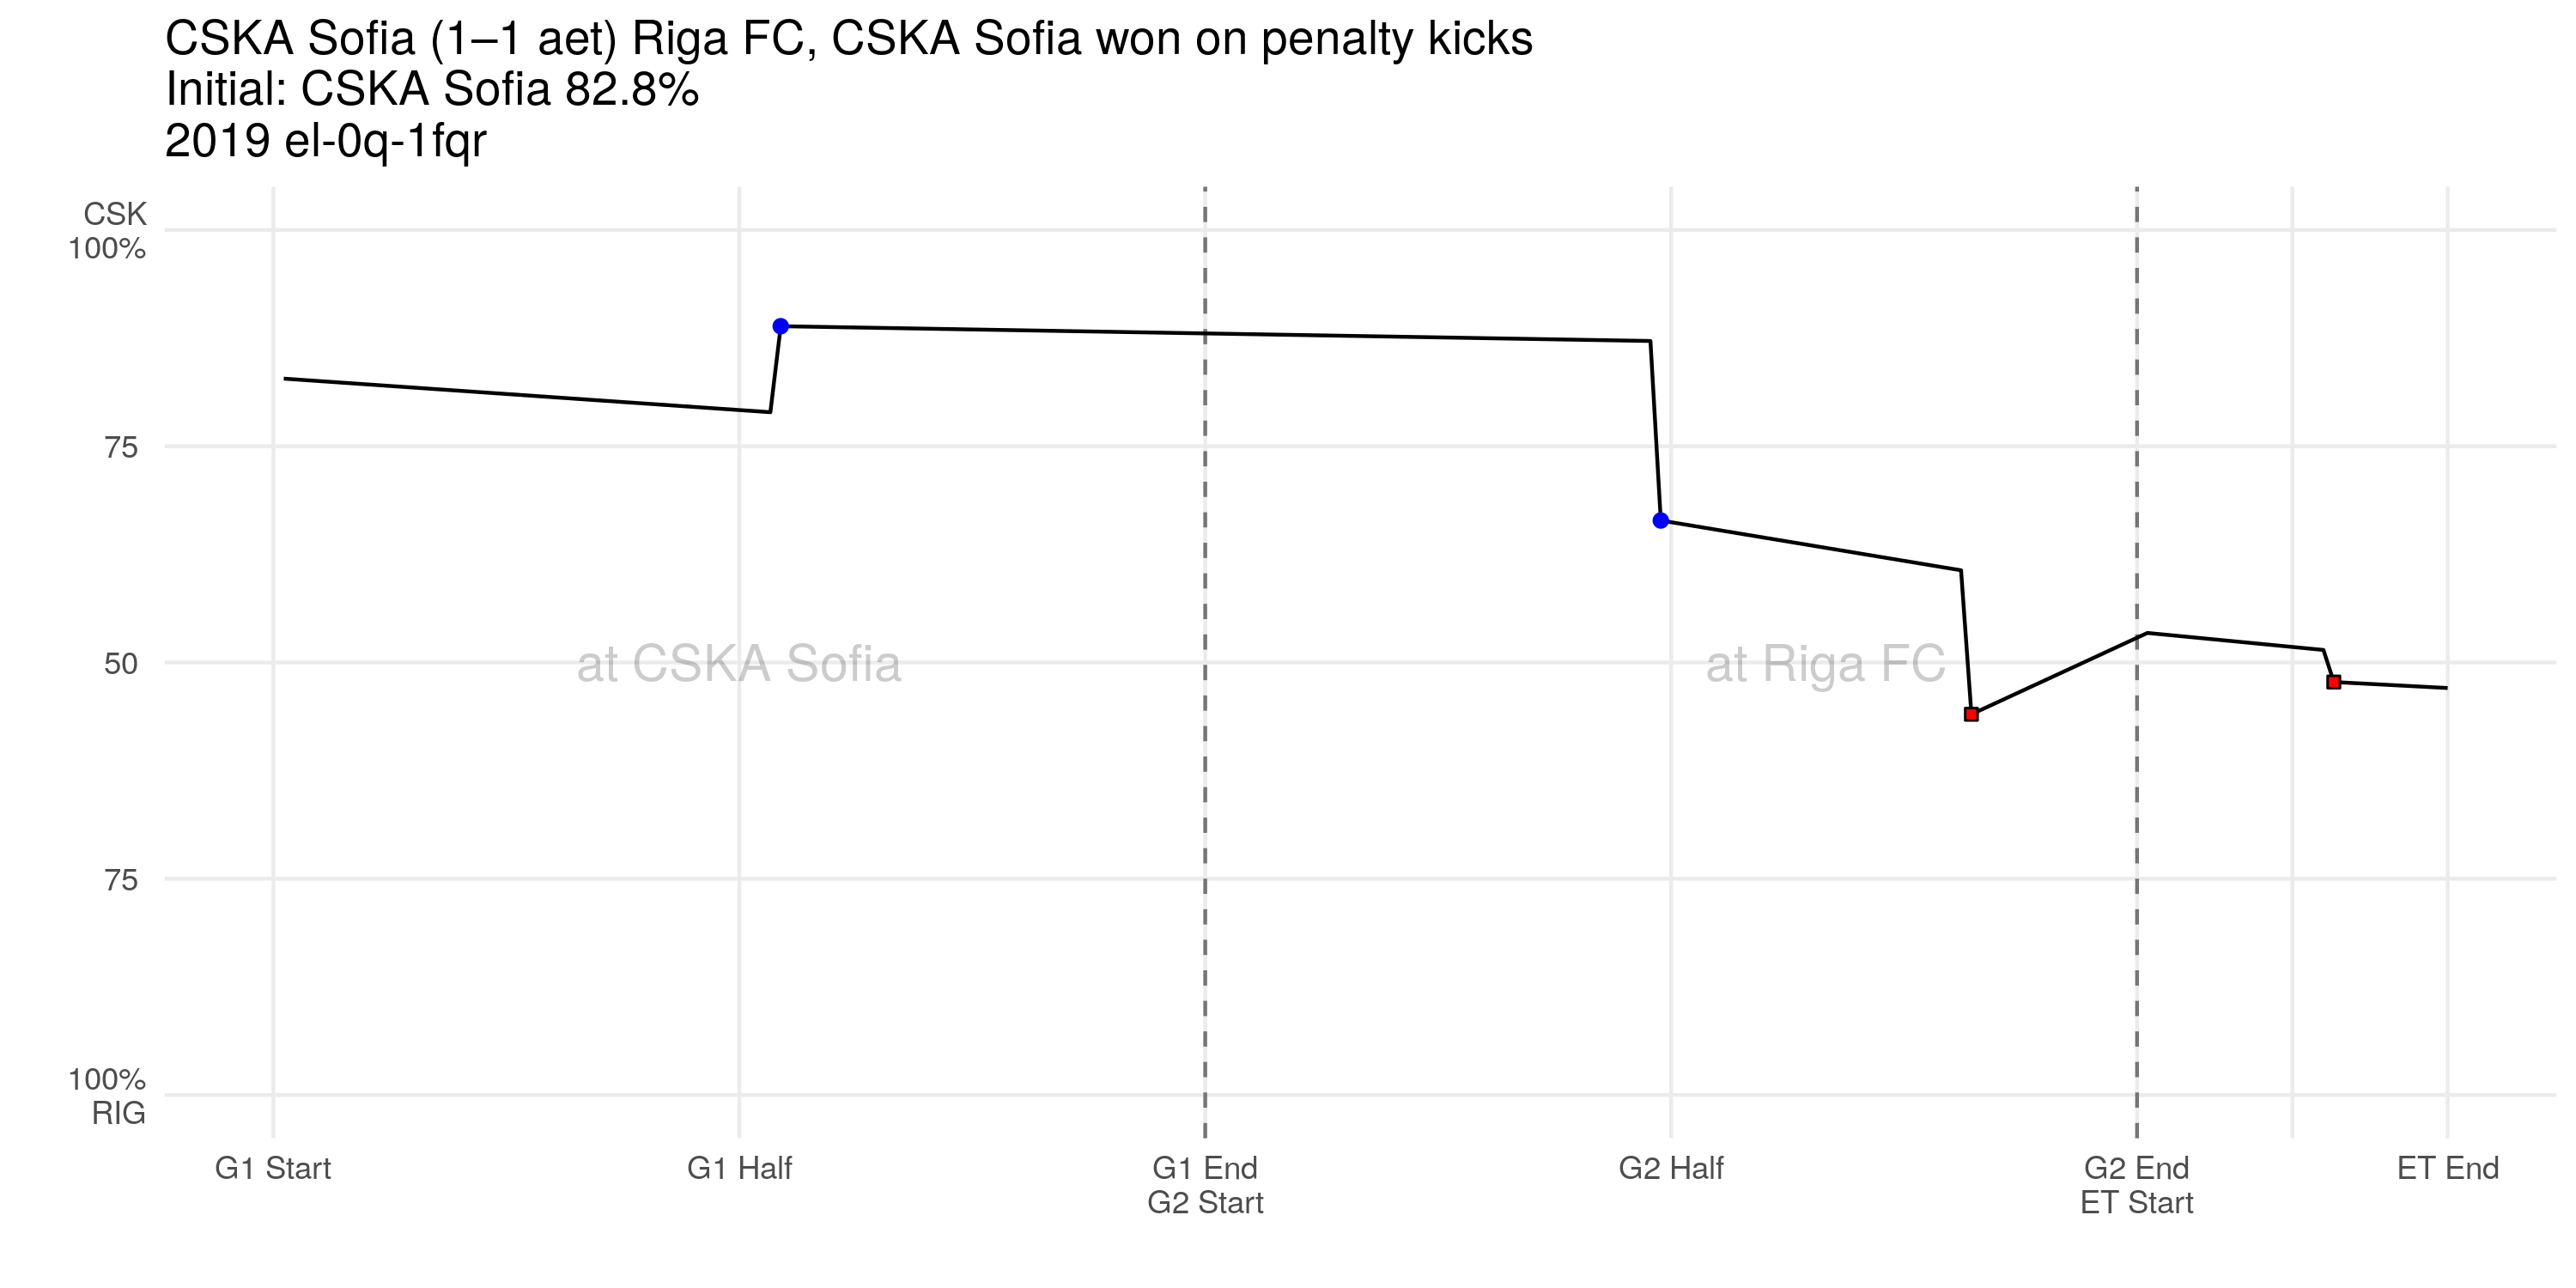 CSKA Sofia (1–1 aet) Riga FC, CSKA Sofia won on penalty kicks
Initial: CSKA Sofia 82.8%
2019 el-0q-1fqr
CSK
100%
75
50
75
100%
RIG
at CSKA Sofia
at Riga FC
G1 Start
G1 Half
G1 End
G2 Start
G2 Half
G2 End
ET Start
ET End